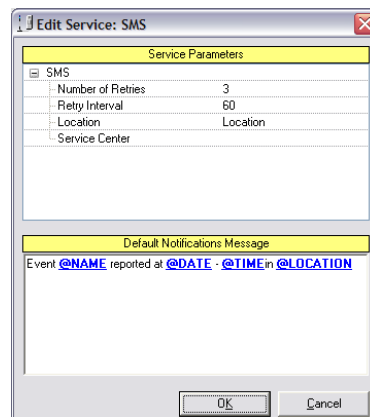 Edit Service: SMS
Service Parameters
SMS
Number of Retries 3
Retry Interval 60
Location Location
Service Center
Default Notifications Message
Event @NAME reported at @DATE - @TIMEin @LOCATION
OK Cancel